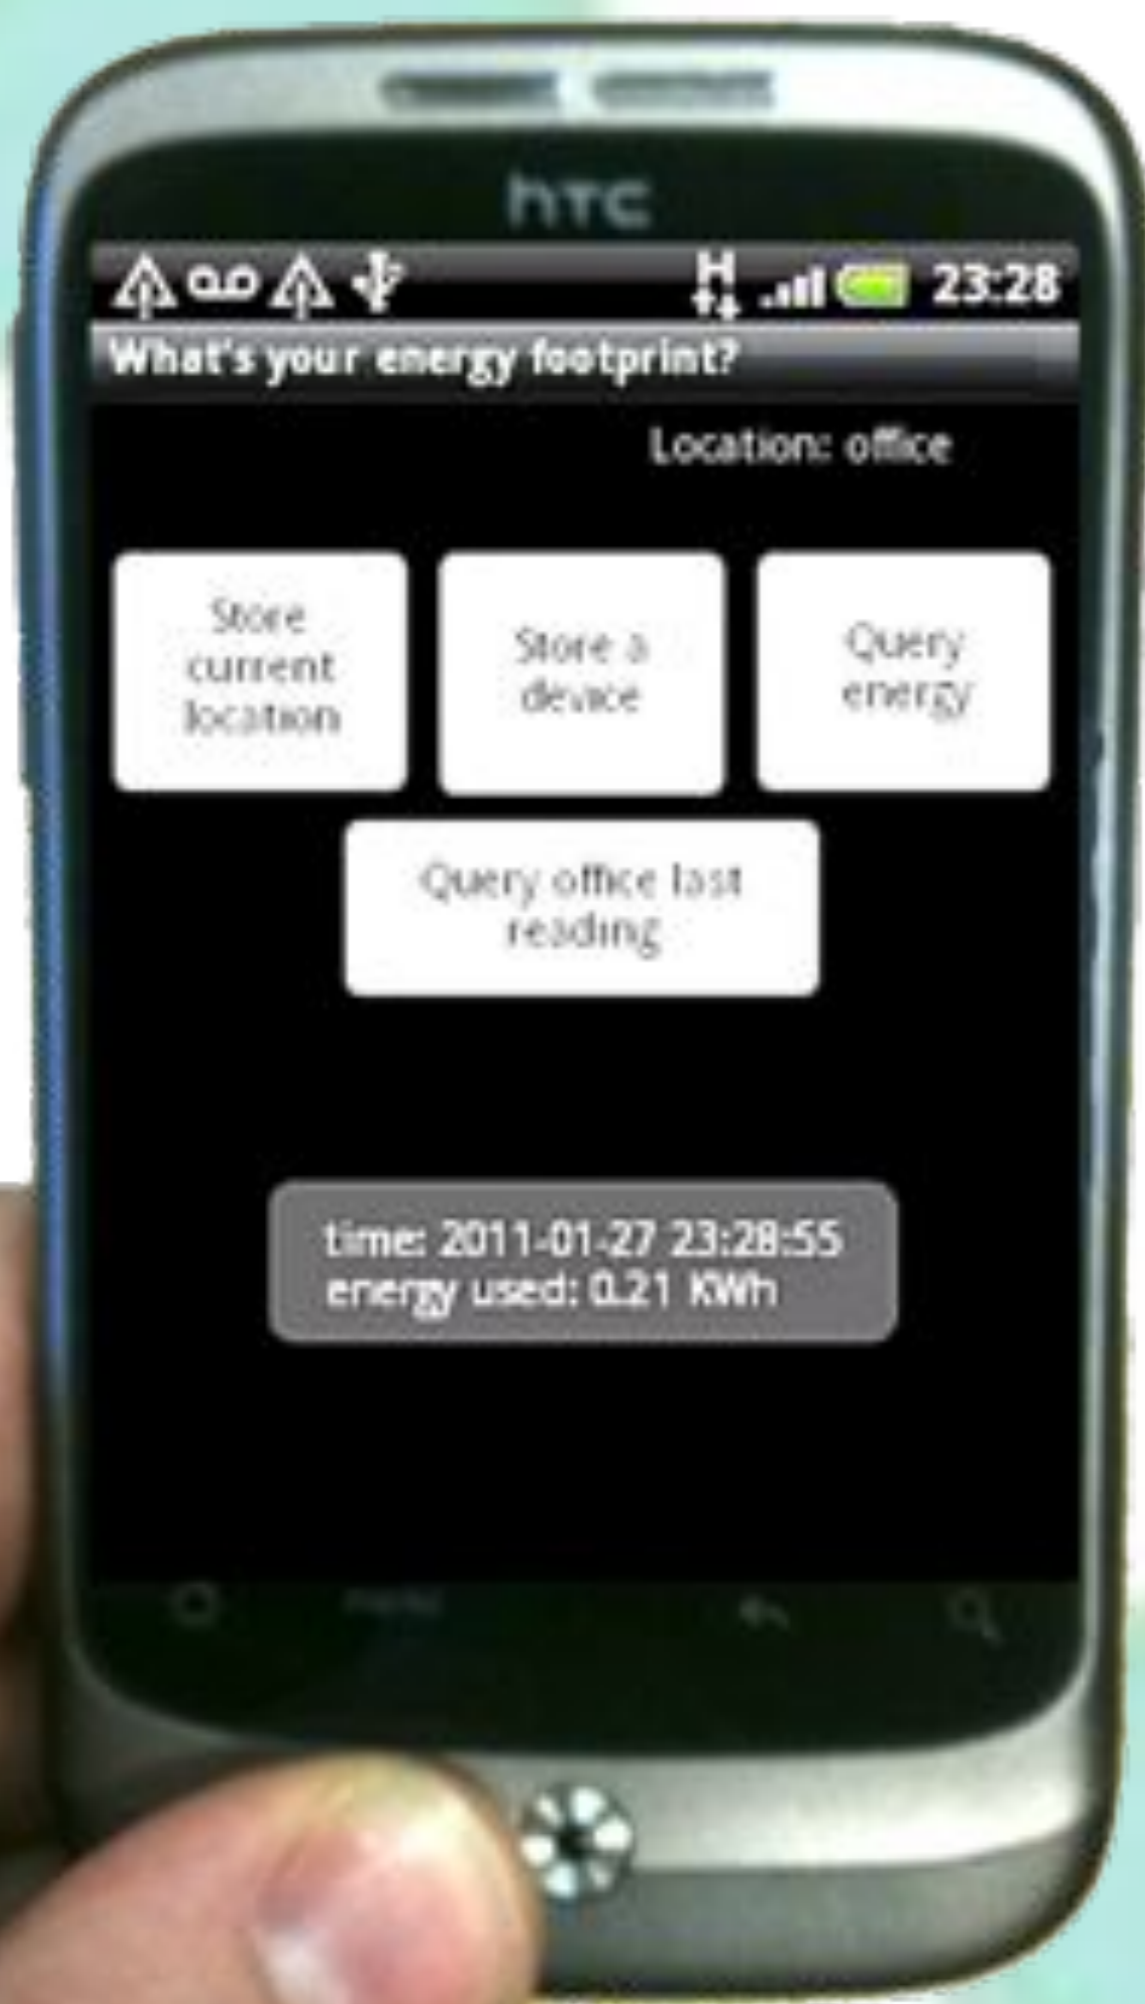 hTC
H
23:28
What's your energy footprint?
Location: office
Store
current
location
Store a
device
Query
energy
Query office last
reading
time: 2011-01-27 23:28:55
energy used: 0.21 KWh
menu